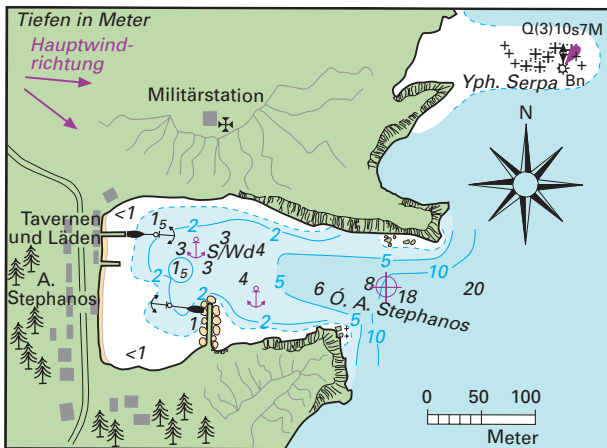 Tiefen in Meter
Hauptwind-
richtung
Q(3)10s7M
Yph. Serpa
Bn
Militärstation
N
<1
1₅
2
Tavernen
und Läden
3
3
S/Wd
4
2
5
10
A.
Stephanos
1₅
3
2
4
5
6
8
18
20
Ó. A. Stephanos
2
1
2
5
10
<1
0 50 100
Meter